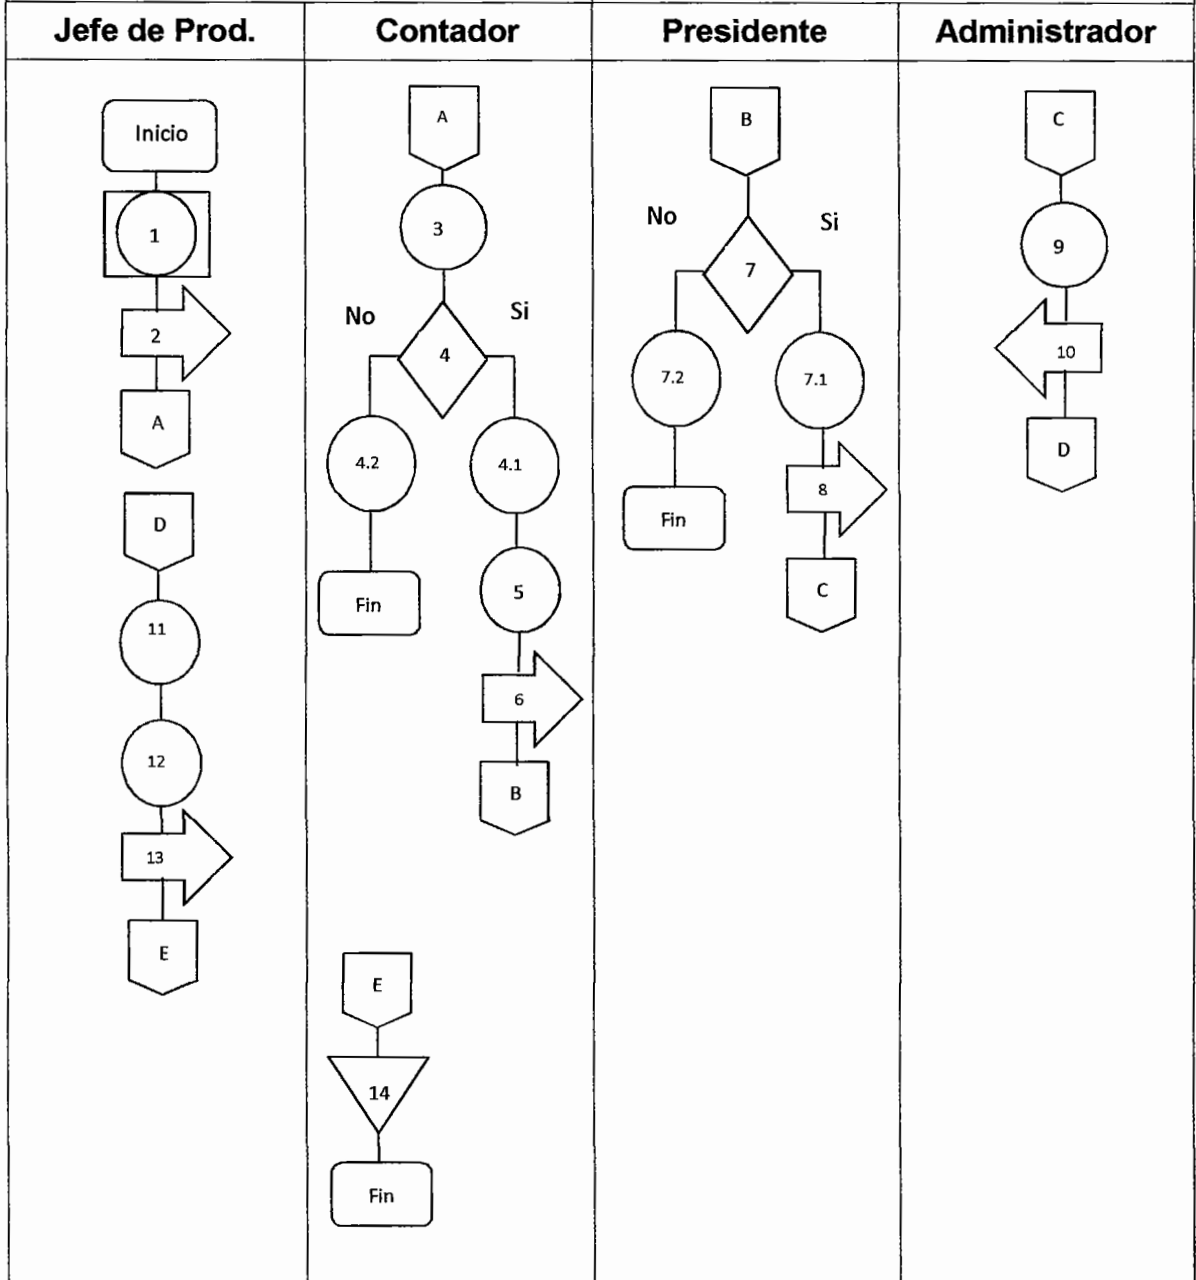 Jefe de Prod.
Contador
Presidente
Administrador
Inicio
1
2
A
D
11
12
13
E
A
3
No
Si
4
4.2
4.1
Fin
5
6
B
E
14
Fin
B
No
Si
7
7.2
7.1
Fin
8
C
C
9
10
D